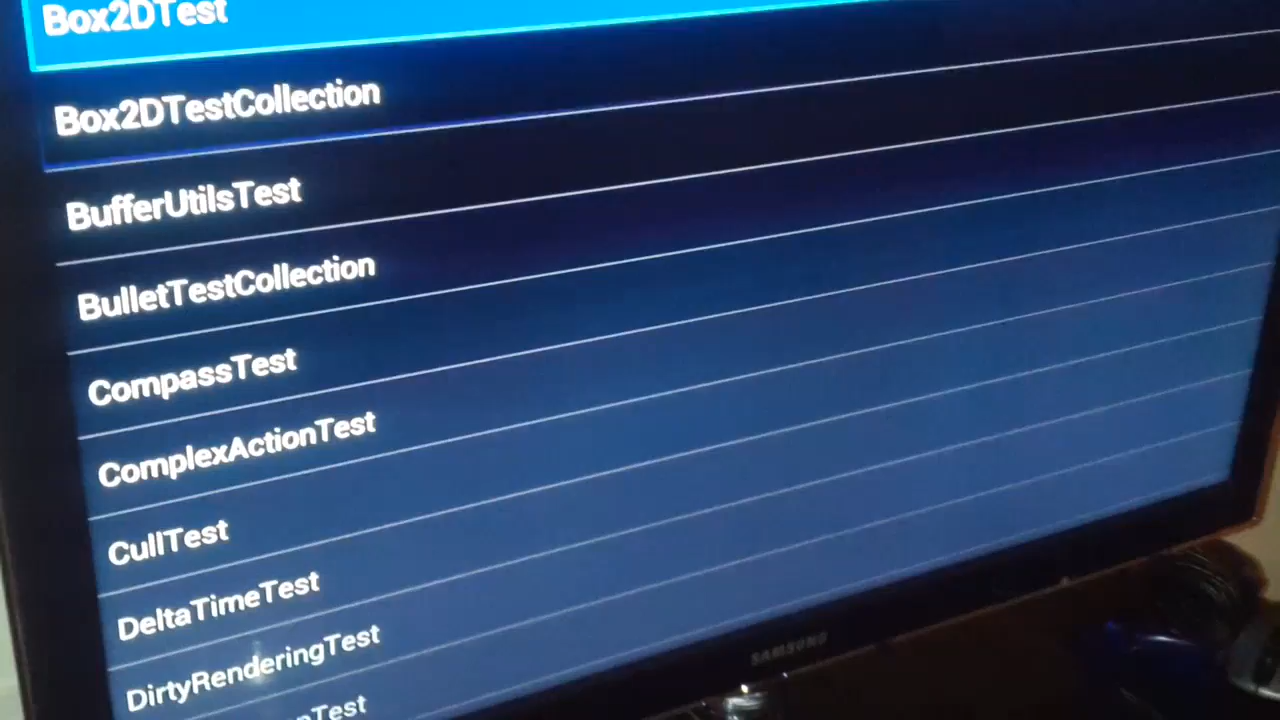 Box2DTest
Box2DTestCollection
BufferUtilsTest
BulletTestCollection
CompassTest
ComplexActionTest
CullTest
DeltaTimeTest
DirtyRenderingTest
SAMSUNG